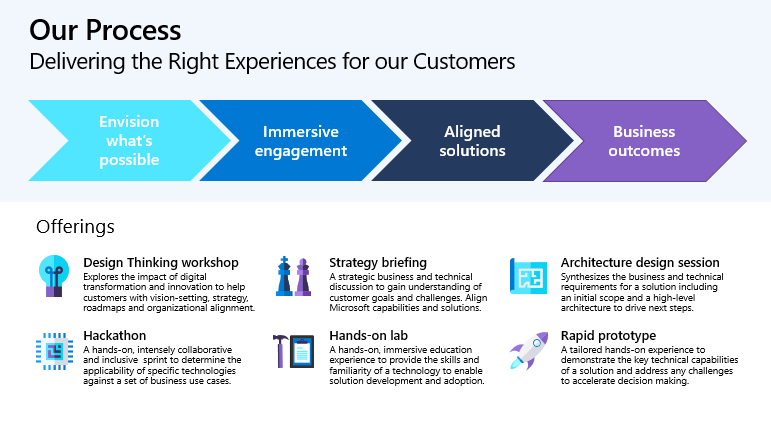 Our Process
Delivering the Right Experiences for our Customers
Envision
what's
possible
Immersive
engagement
Aligned
solutions
Business
outcomes
Offerings
Design Thinking workshop
Explores the impact of digital
transformation and innovation to help
customers with vision-setting, strategy,
roadmaps and organizational alignment.
Strategy briefing
A strategic business and technical
discussion to gain understanding of
customer goals and challenges. Align
Microsoft capabilities and solutions.
Architecture design session
Synthesizes the business and technical
requirements for a solution including
an initial scope and a high-level
architecture to drive next steps.
Hackathon
A hands-on, intensely collaborative
and inclusive  sprint to determine the
applicability of specific technologies
against a set of business use cases.
Hands-on lab
A hands-on, immersive education
experience to provide the skills and
familiarity of a technology to enable
solution development and adoption.
Rapid prototype
A tailored hands-on experience to
demonstrate the key technical capabilities
of a solution and address any challenges
to accelerate decision making.